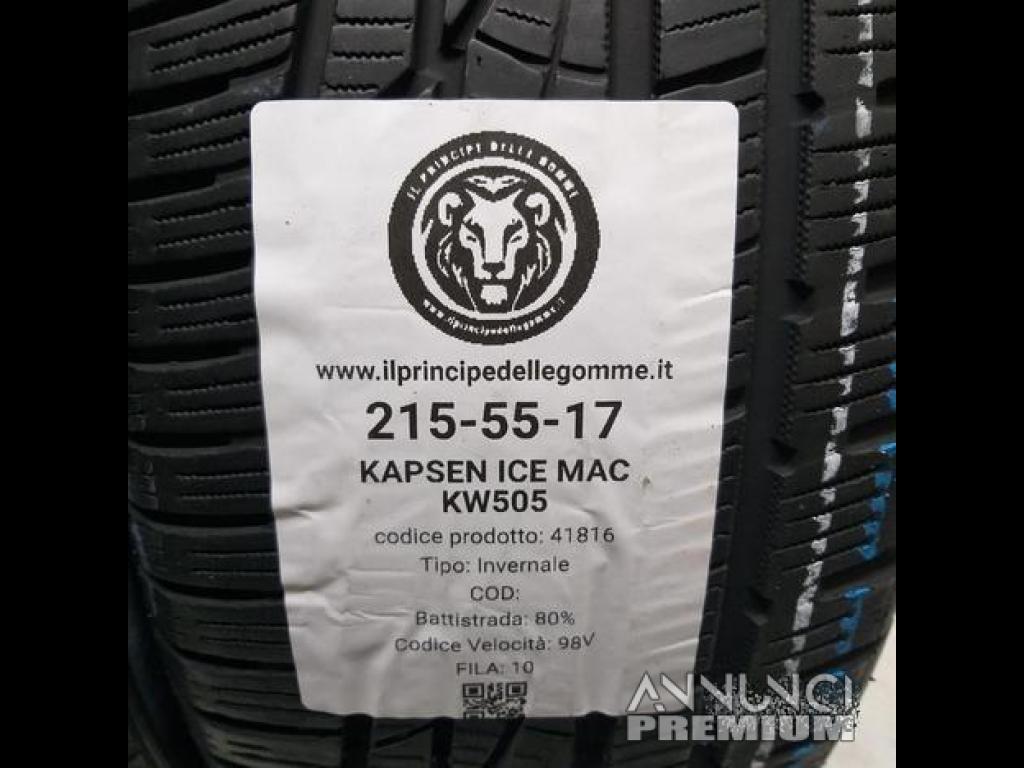 IL PRINCIPE DELLE GOMME
www.ilprincipedellegomme.it
www.ilprincipedellegomme.it
215-55-17
KAPSEN ICE MAC
KW505
codice prodotto: 41816
Tipo: Invernale
COD:
Battistrada: 80%
Codice Velocità: 98V
FILA: 10
ANNUNCI
PREMIUM